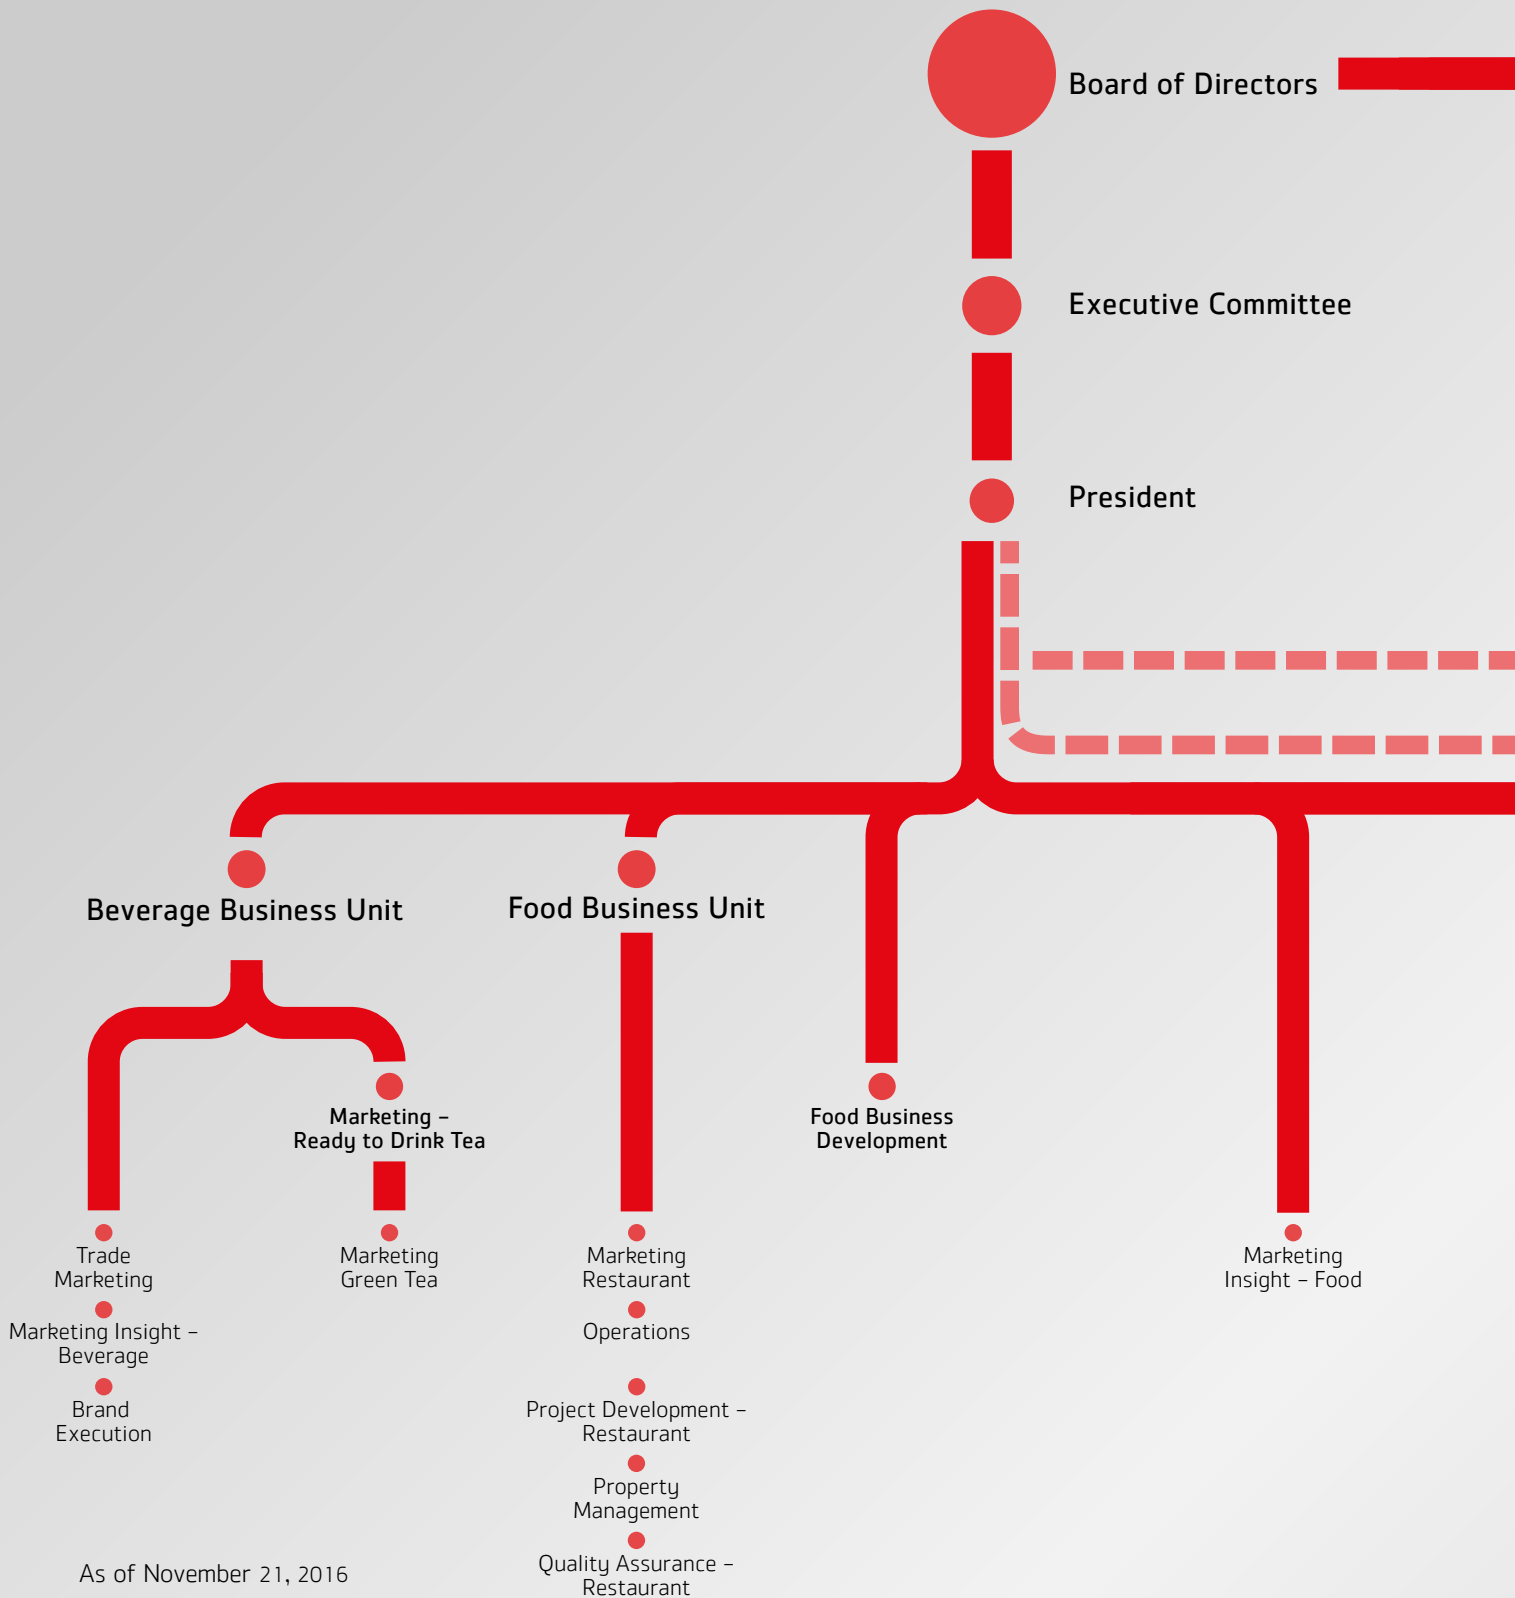 Board of Directors
Executive Committee
President
Beverage Business Unit
Food Business Unit
Marketing –
Ready to Drink Tea
Food Business
Development
Trade
Marketing
Marketing
Green Tea
Marketing
Restaurant
Marketing
Insight – Food
Marketing Insight –
Beverage
Operations
Brand
Execution
Project Development –
Restaurant
Property
Management
Quality Assurance –
Restaurant
As of November 21, 2016